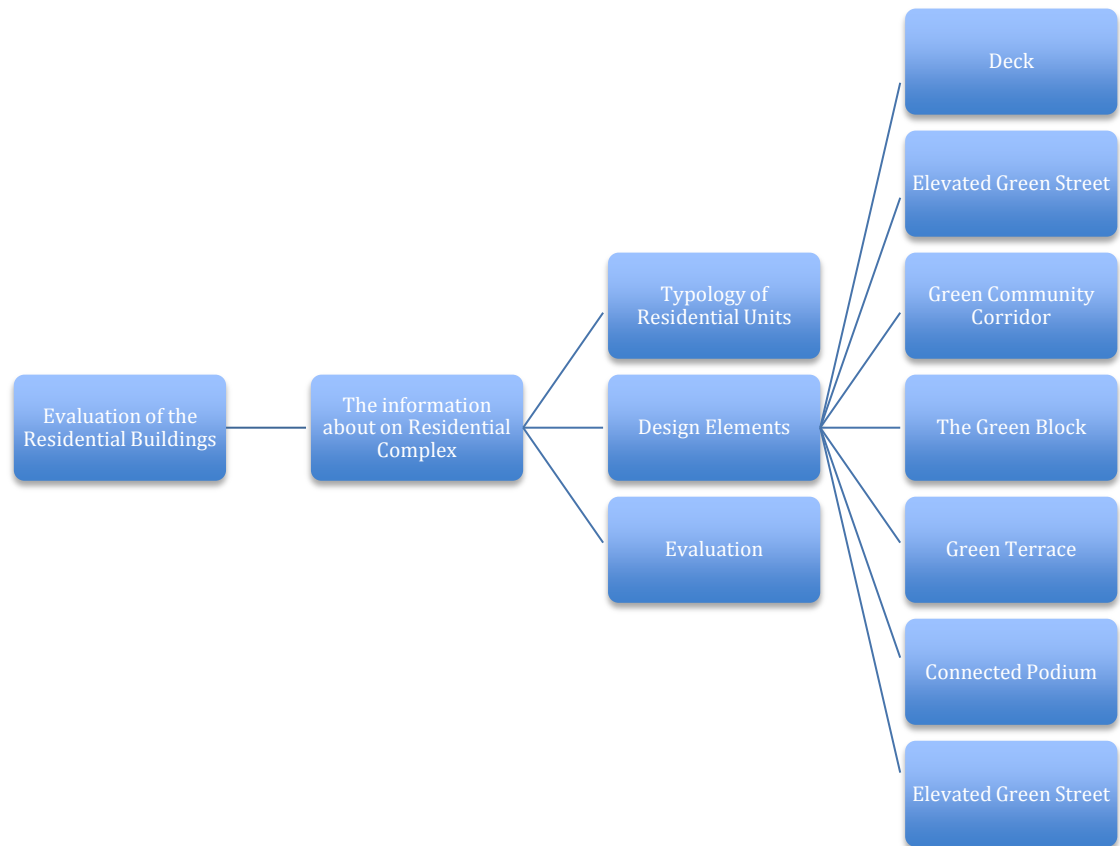 Evaluation of the
Residential Buildings
The information
about on Residential
Complex
Typology of
Residential Units
Design Elements
Evaluation
Deck
Elevated Green Street
Green Community
Corridor
The Green Block
Green Terrace
Connected Podium
Elevated Green Street